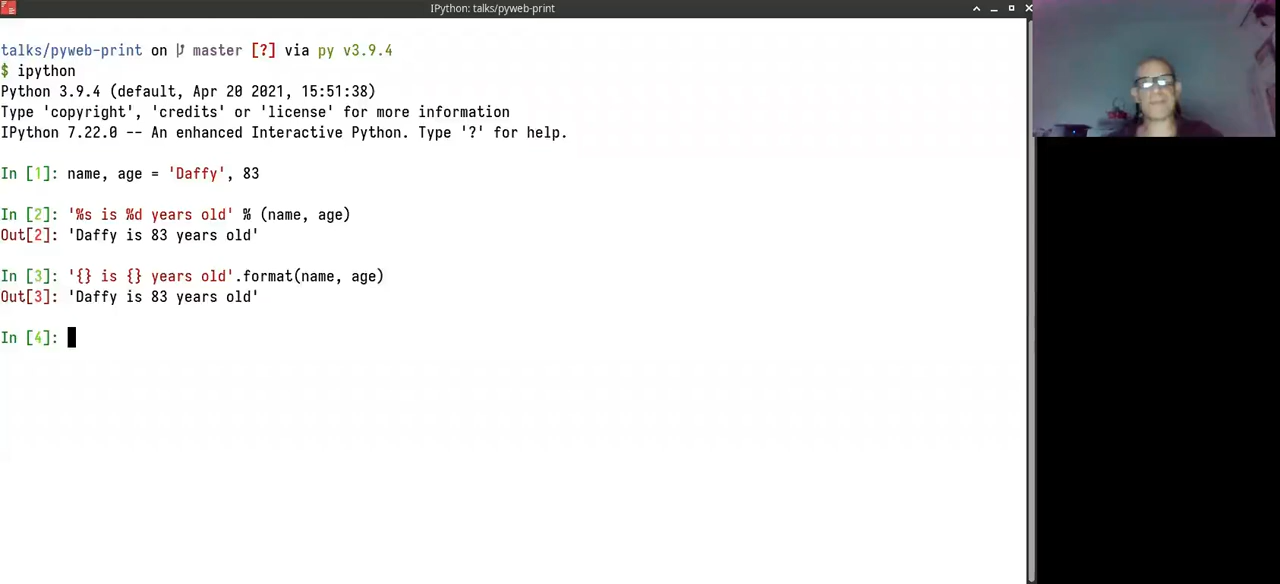 IPython: talks/pyweb-print
talks/pyweb-print on master [?] via py v3.9.4
$ ipython
Python 3.9.4 (default, Apr 20 2021, 15:51:38)
Type 'copyright', 'credits' or 'license' for more information
IPython 7.22.0 -- An enhanced Interactive Python. Type '?' for help.
In [1]: name, age = 'Daffy', 83
In [2]: '%s is %d years old' % (name, age)
Out[2]: 'Daffy is 83 years old'
In [3]: '{} is {} years old'.format(name, age)
Out[3]: 'Daffy is 83 years old'
In [4]: